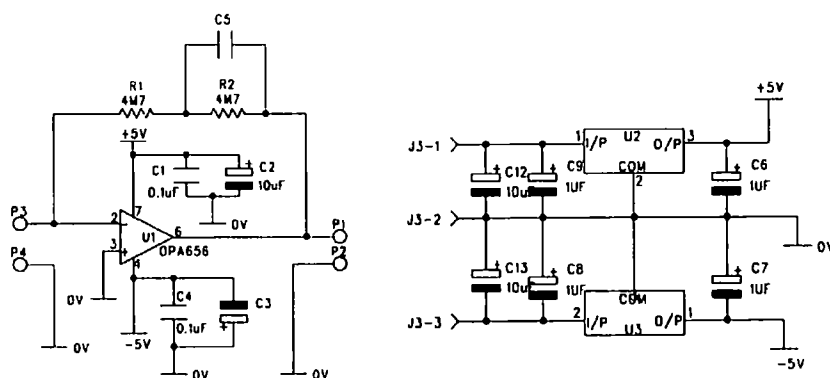 C5
R1
4M7
R2
4M7
+5V
C1
0.1uF
C2
10uF
+
0V
P3
2
7
-
U1
6
OPA656
3
+
4
P1
P4
P2
0V
C4
0.1uF
C3
+
-5V
0V
0V
0V
+5V
J3-1
1
I/P
U2
O/P
3
COM
2
C12
10uF
+
C9
1UF
+
C6
1UF
+
J3-2
0V
C13
10uF
+
C8
1UF
+
C7
1UF
+
COM
J3-3
2
I/P
U3
O/P
1
-5V